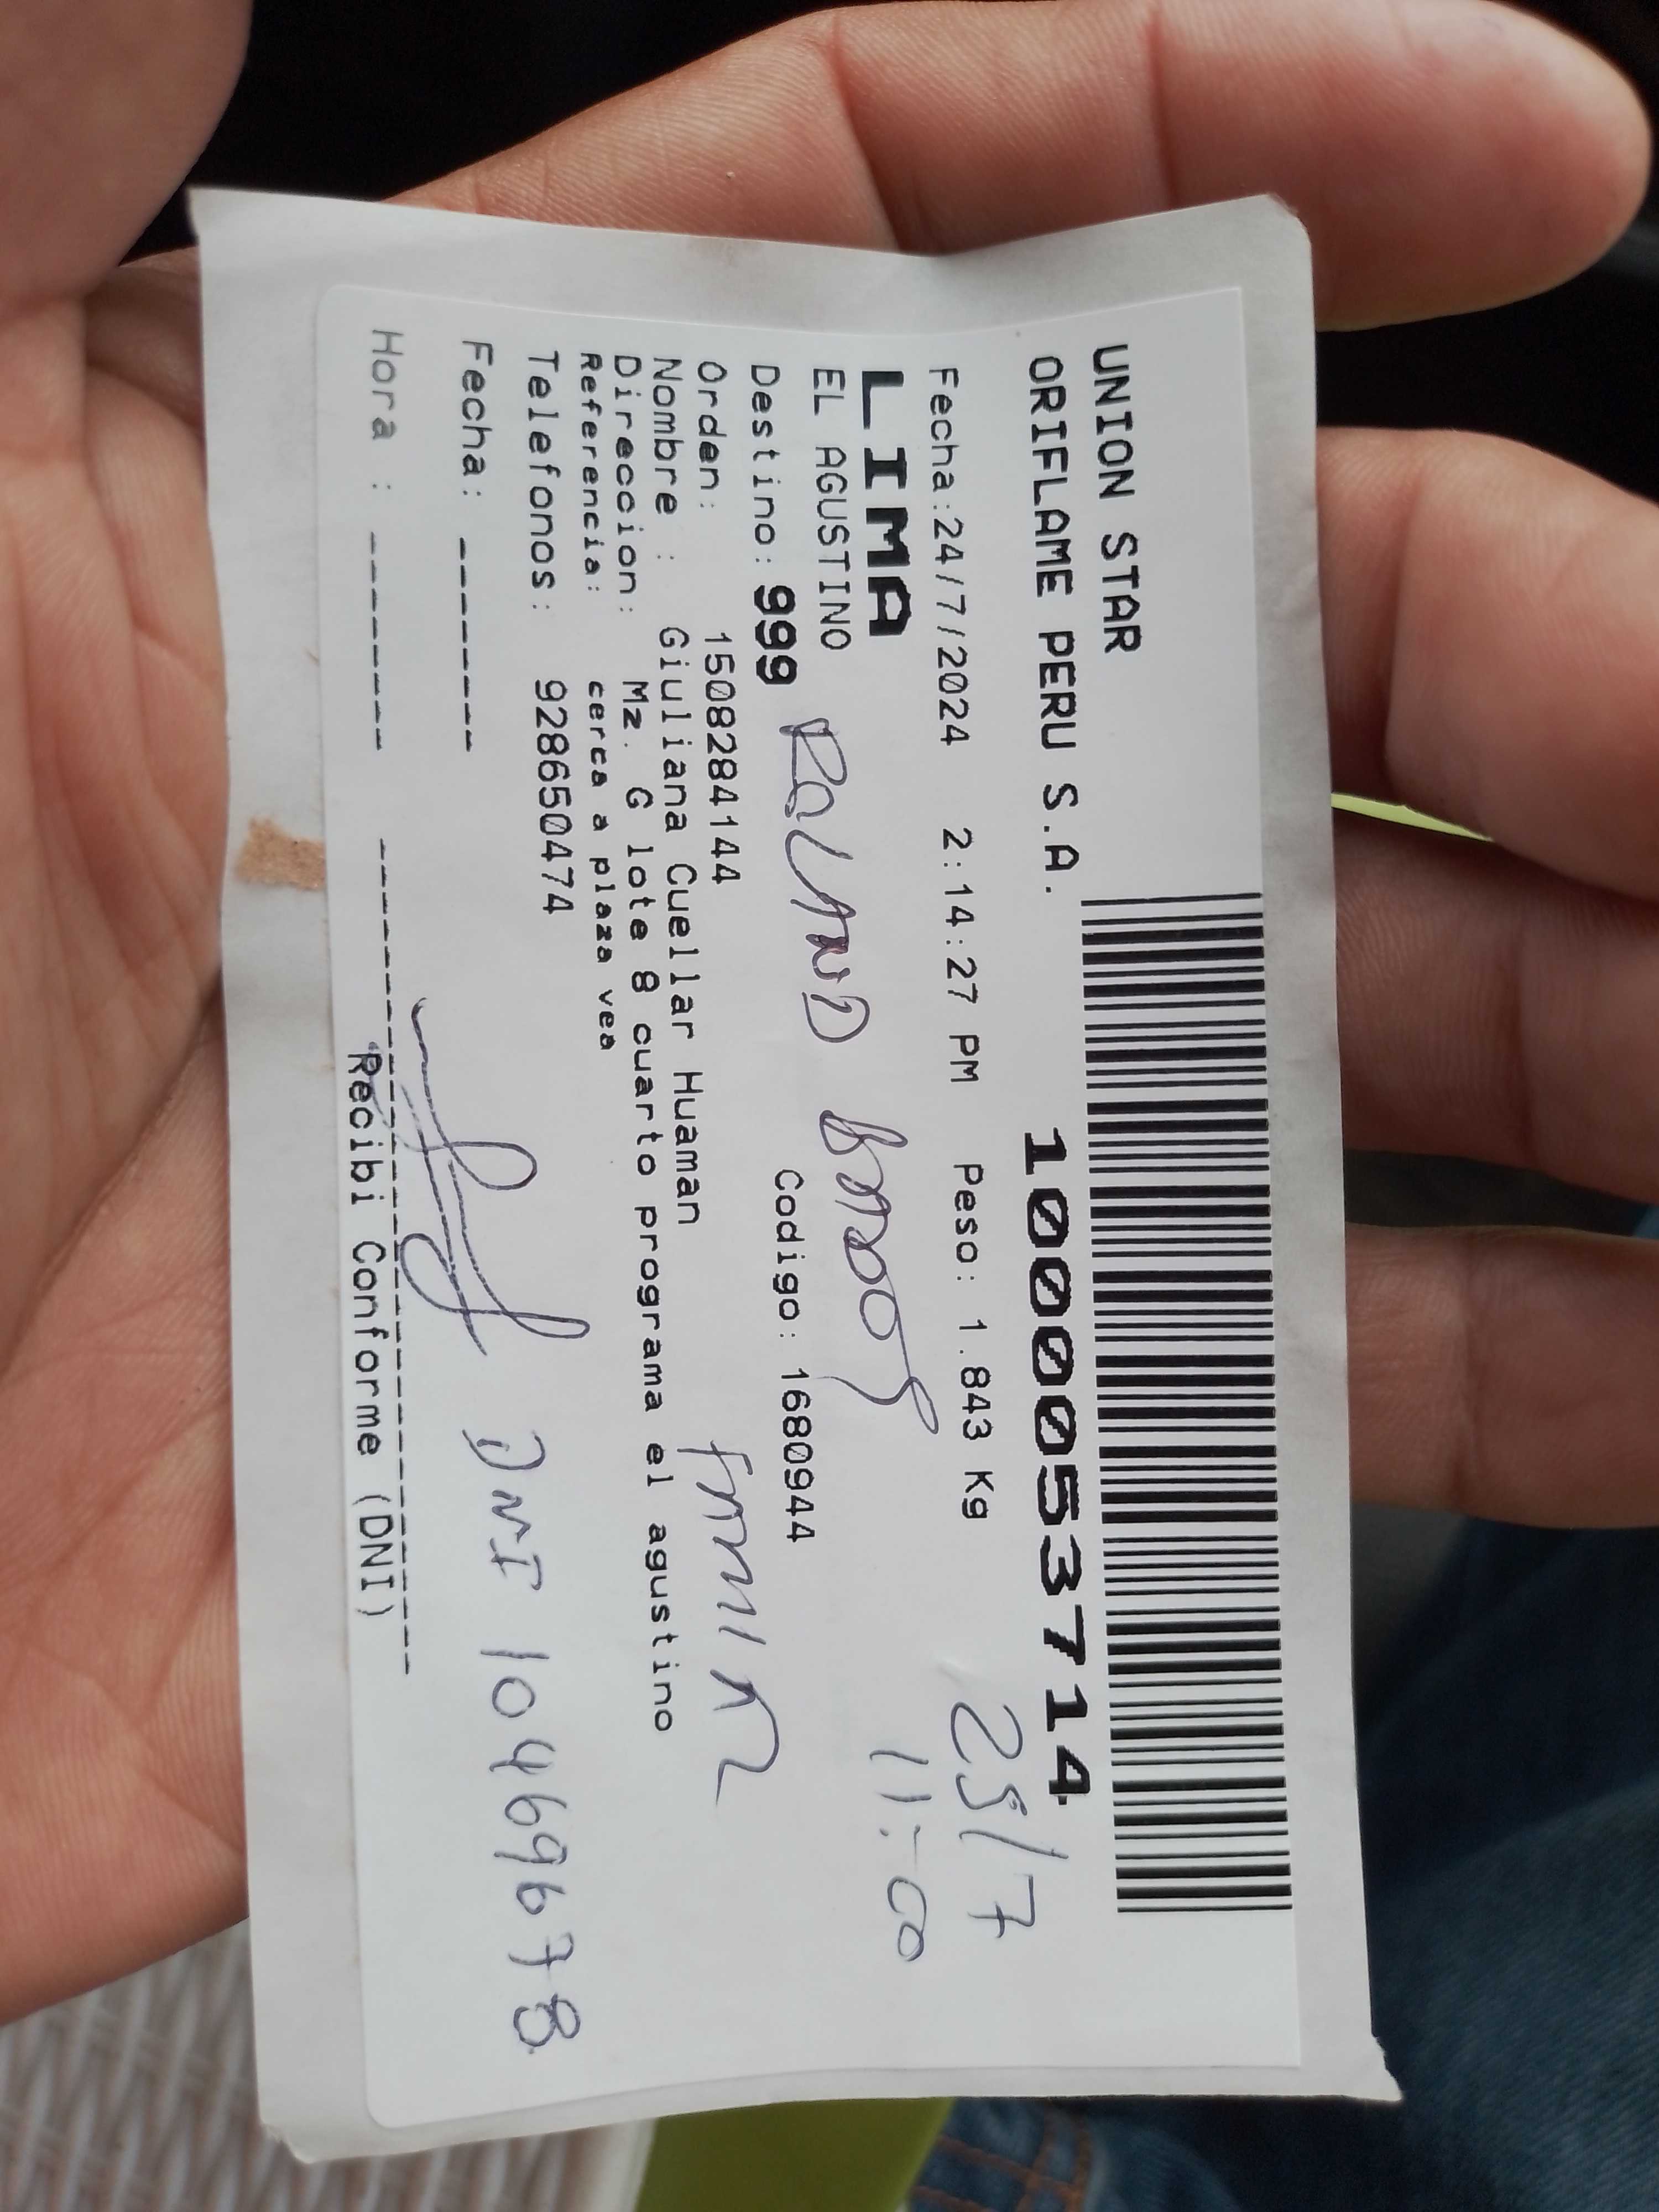 UNION STAR
ORIFLAME PERU S.A. 10000537714
Fecha:24/7/2024 2:14:27 PM Peso: 1.843 Kg 25/7
LIMA 11:00
EL AGUSTINO
Destino: 999 Codigo: 1680944
Orden: 1508284144
Nombre : Giuliana Cuellar Huaman
Direccion: Mz. G lote 8 cuarto programa el agustino
Referencia: cerca a plaza vea
Telefonos: 928650474
Fecha: ------ DNI 10469678
Hora : -------
Recibi Conforme (DNI)